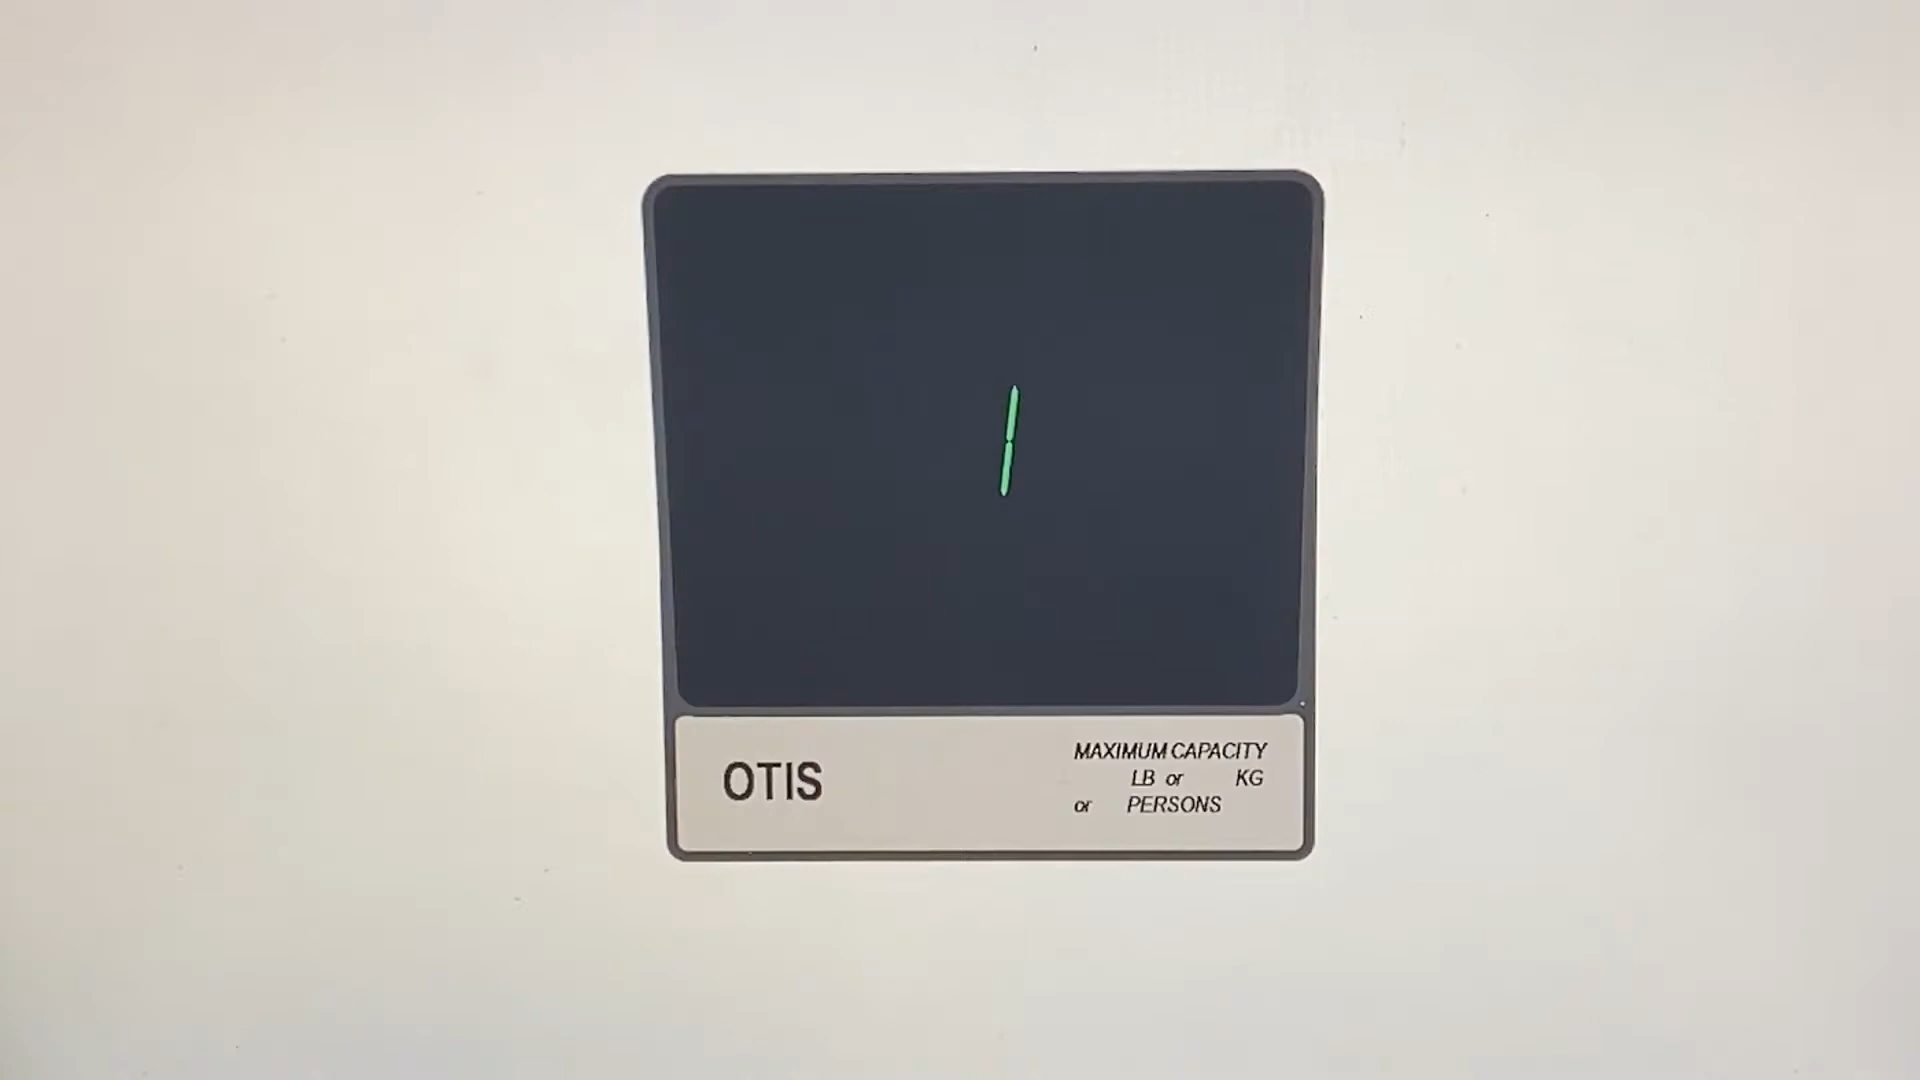 1
OTIS
MAXIMUM CAPACITY
LB or KG
or PERSONS